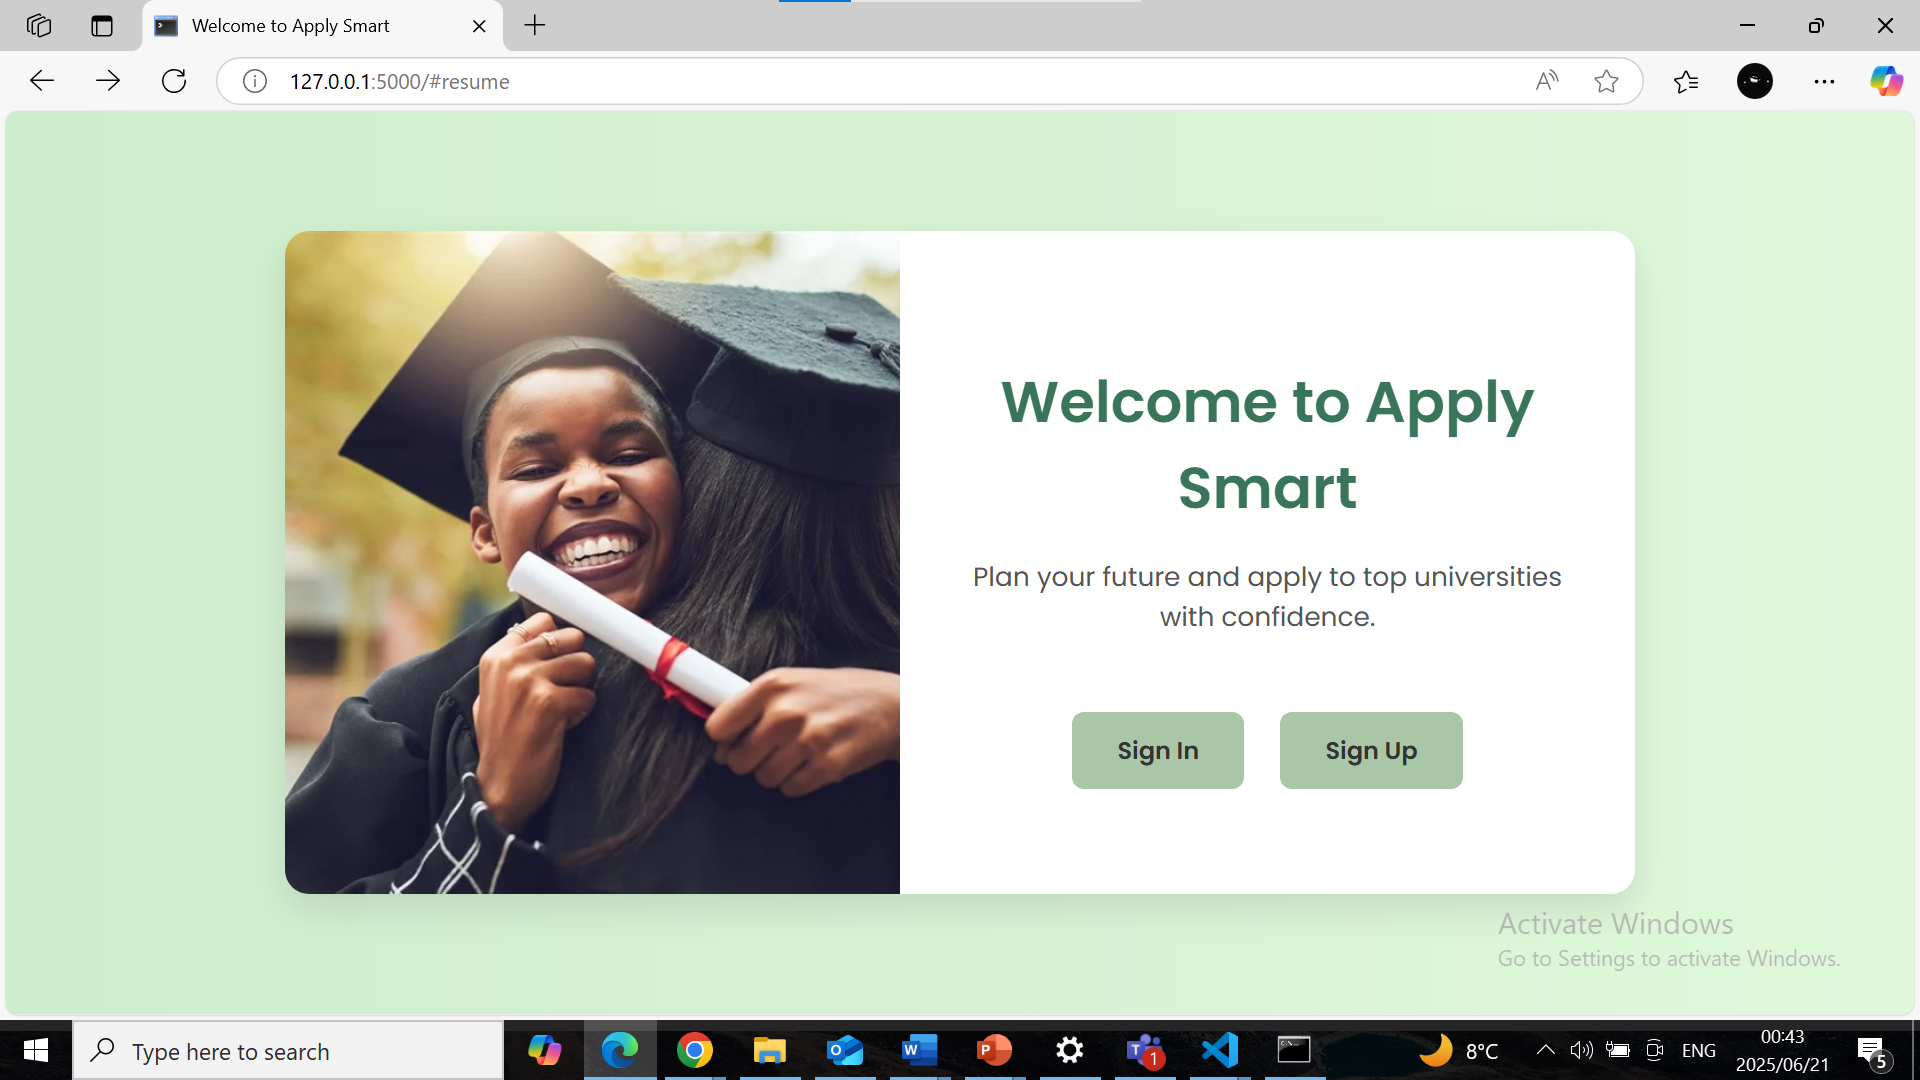 Welcome to Apply Smart
127.0.0.1:5000/#resume
Welcome to Apply
Smart
Plan your future and apply to top universities
with confidence.
Sign In
Sign Up
Activate Windows
Go to Settings to activate Windows.
Type here to search
O
W
P
T
1
C:\
8°C
ENG
00:43
2025/06/21
5